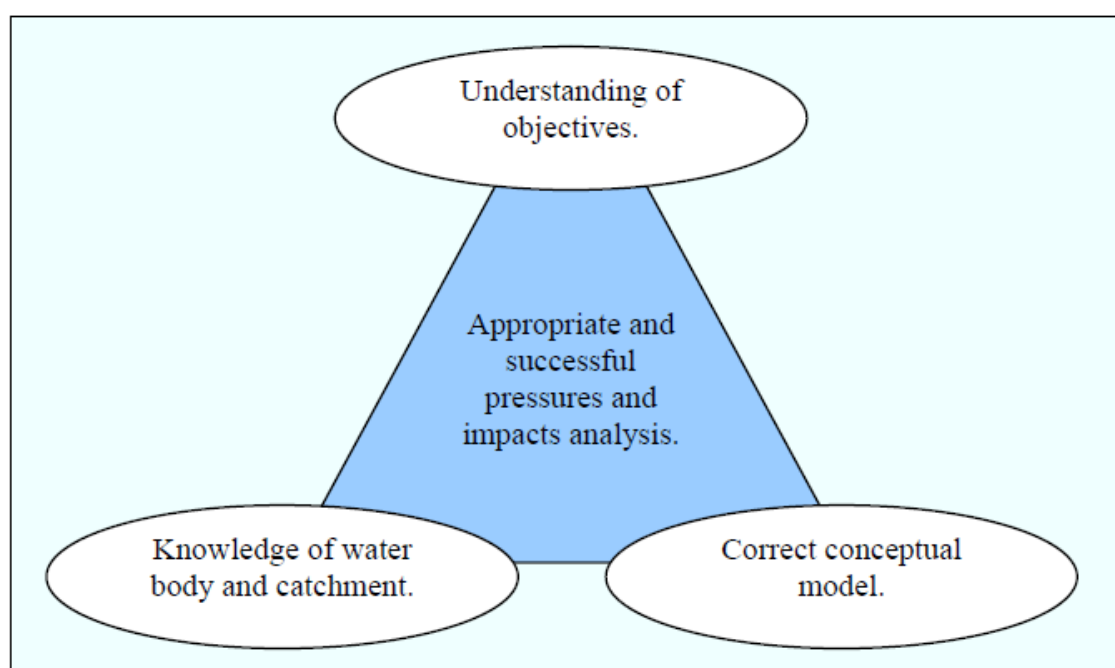 Understanding of
objectives.
Appropriate and
successful
pressures and
impacts analysis.
Knowledge of water
body and catchment.
Correct conceptual
model.